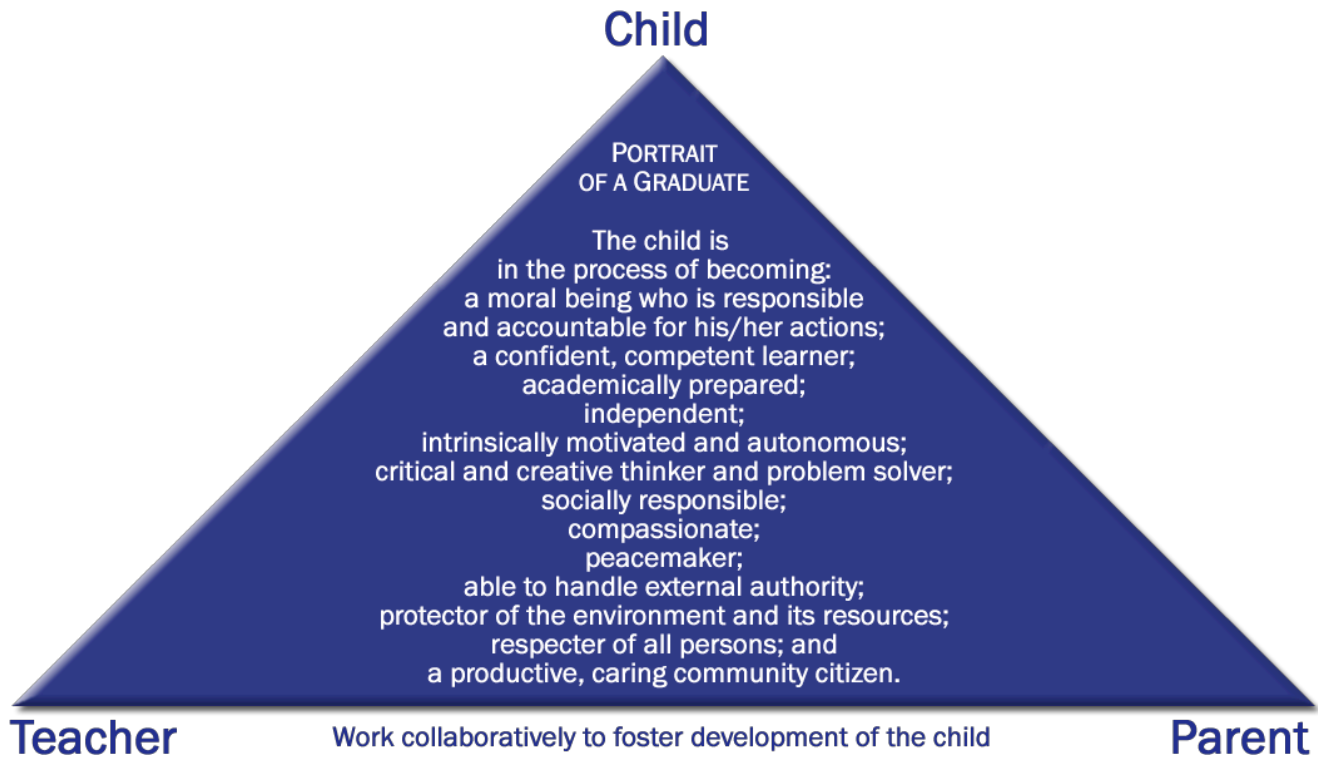 Child
PORTRAIT
OF A GRADUATE
The child is
in the process of becoming:
a moral being who is responsible
and accountable for his/her actions;
a confident, competent learner;
academically prepared;
independent;
intrinsically motivated and autonomous;
critical and creative thinker and problem solver;
socially responsible;
compassionate;
peacemaker;
able to handle external authority;
protector of the environment and its resources;
respecter of all persons; and
a productive, caring community citizen.
Teacher Work collaboratively to foster development of the child Parent